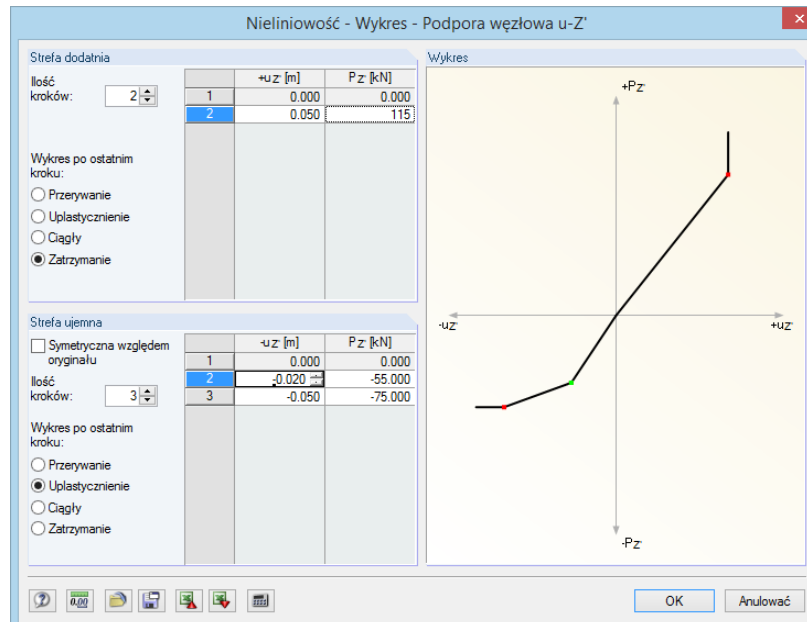 Nieliniowość - Wykres - Podpora węzłowa u-Z'
Strefa dodatnia
Ilość
kroków: 2
+uz' [m] Pz' [kN]
1 0.000 0.000
2 0.050 115
Wykres po ostatnim
kroku:
Przerywanie
Uplastycznienie
Ciągły
Zatrzymanie
Strefa ujemna
Symetryczna względem
oryginału
Ilość
kroków: 3
-uz' [m] Pz' [kN]
1 0.000 0.000
2 -0.020 -55.000
3 -0.050 -75.000
Wykres po ostatnim
kroku:
Przerywanie
Uplastycznienie
Ciągły
Zatrzymanie
Wykres
+Pz'
-uz'
+uz'
-Pz'
0.00
OK
Anulować